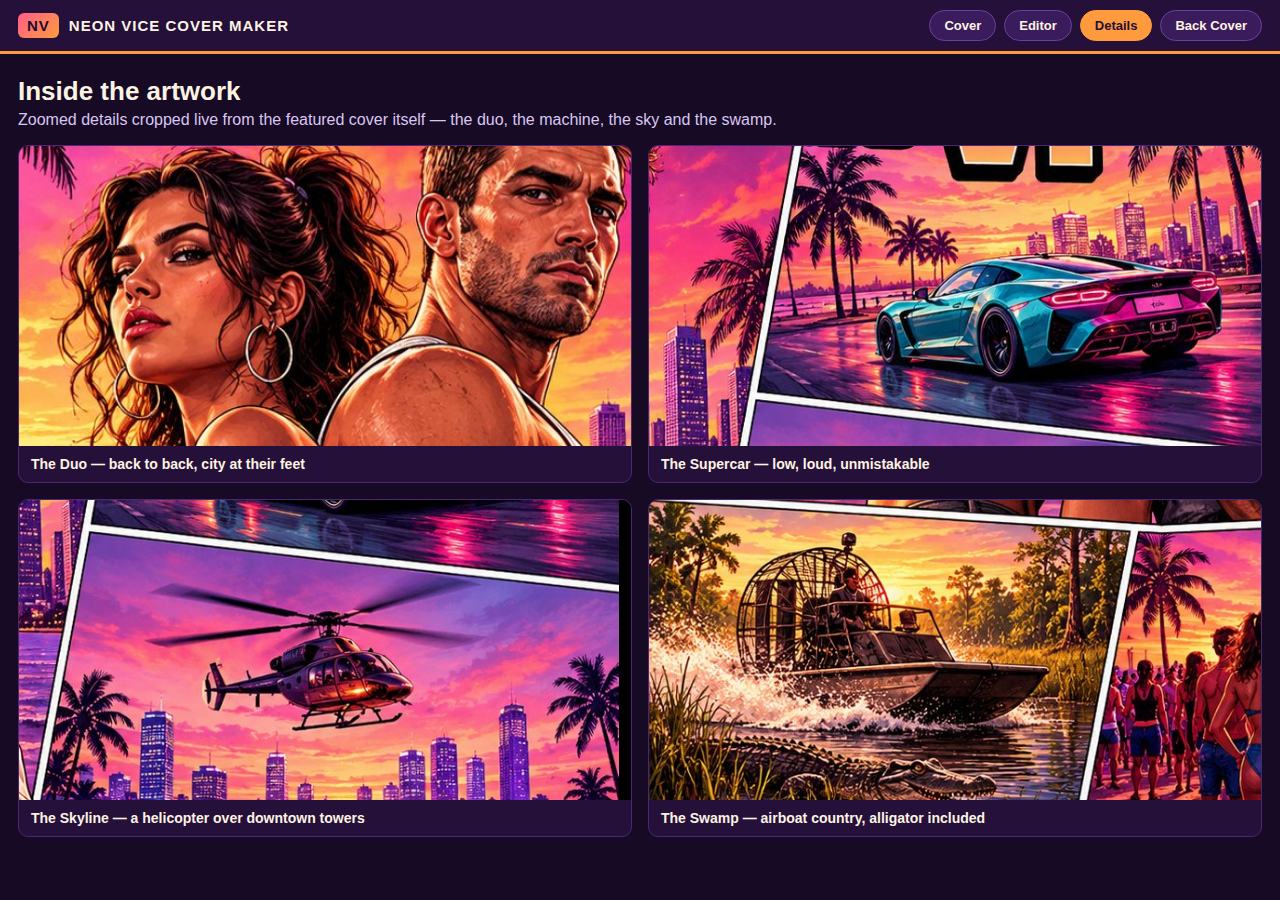 NV NEON VICE COVER MAKER
Cover Editor Details Back Cover
Inside the artwork
Zoomed details cropped live from the featured cover itself — the duo, the machine, the sky and the swamp.
The Duo — back to back, city at their feet
The Supercar — low, loud, unmistakable
The Skyline — a helicopter over downtown towers
The Swamp — airboat country, alligator included